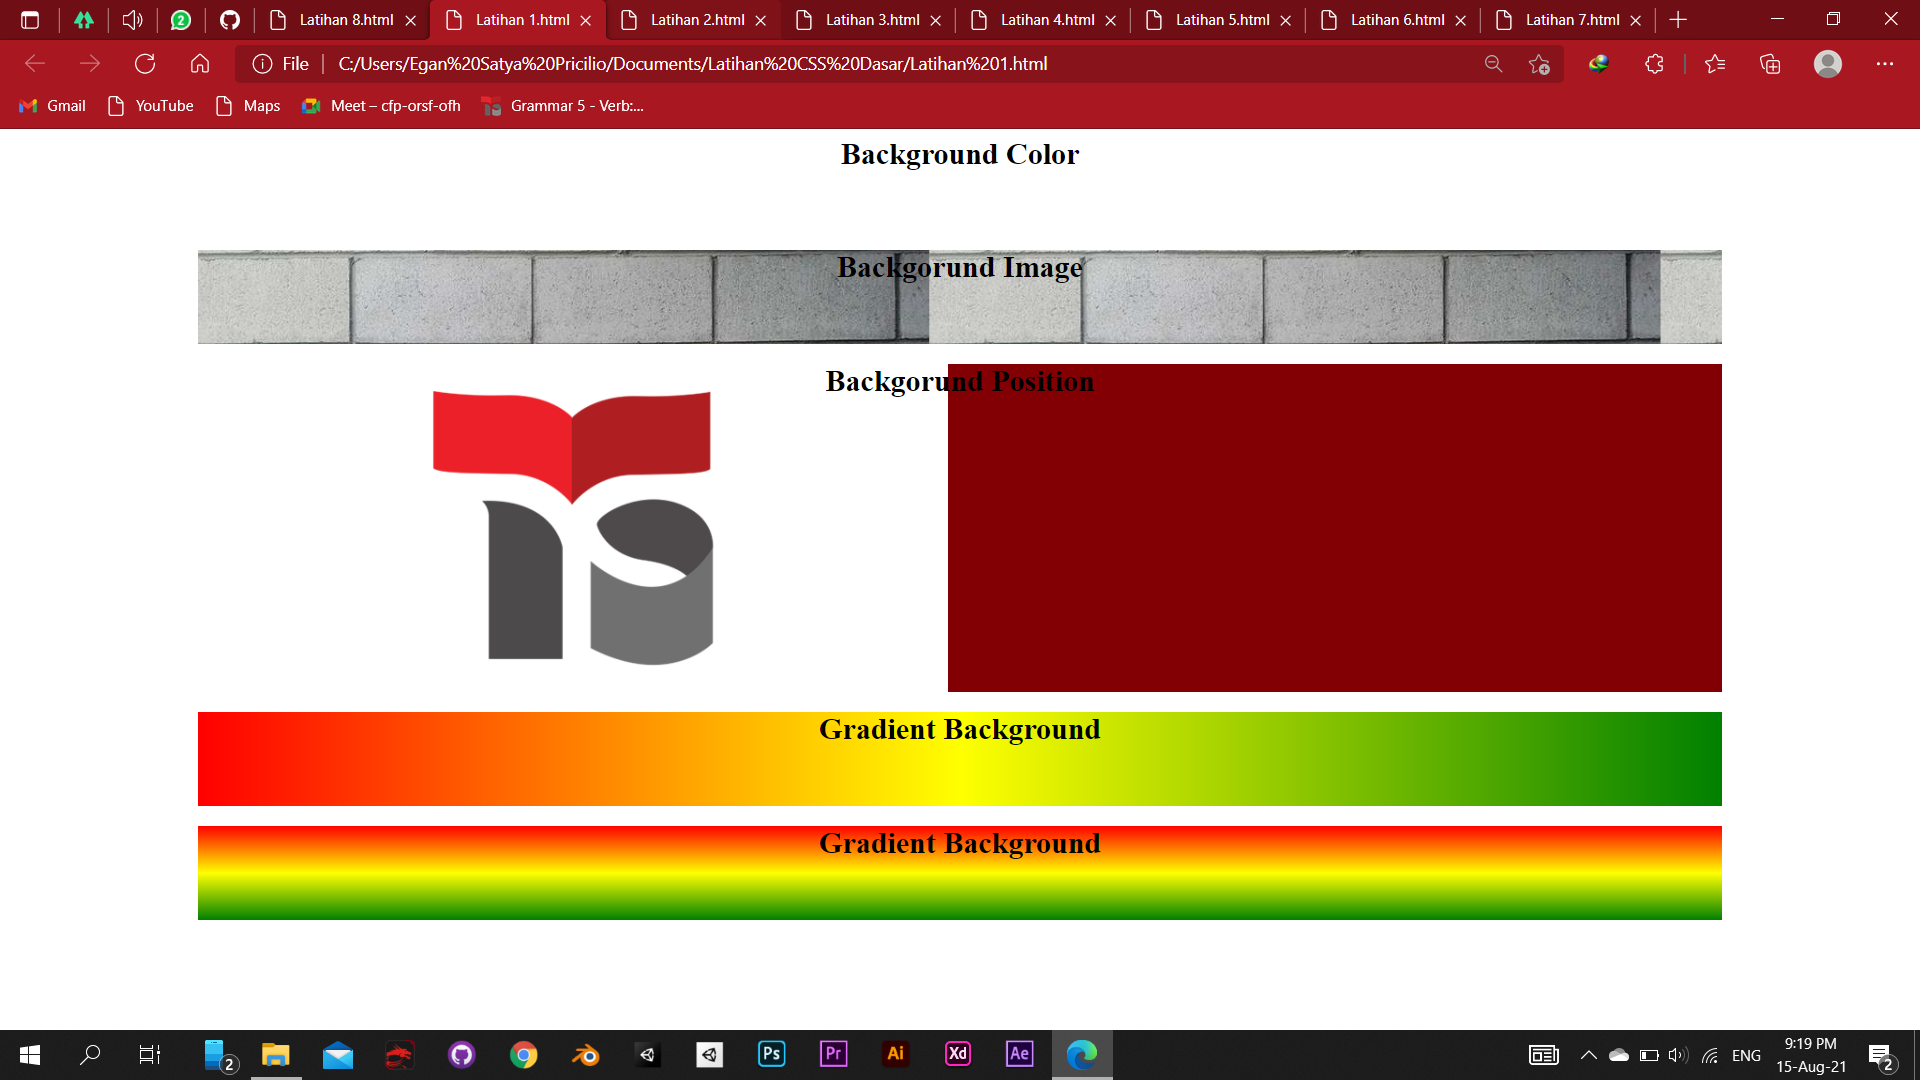 2
Latihan 8.html
Latihan 1.html
Latihan 2.html
Latihan 3.html
Latihan 4.html
Latihan 5.html
Latihan 6.html
Latihan 7.html
File
C:/Users/Egan%20Satya%20Pricilio/Documents/Latihan%20CSS%20Dasar/Latihan%201.html
Gmail
YouTube
Maps
Meet – cfp-orsf-ofh
Grammar 5 - Verb:...
Background Color
Backgorund Image
Backgorund Position
Gradient Background
Gradient Background
2
Ps
Pr
Ai
Xd
Ae
ENG
9:19 PM
15-Aug-21
2